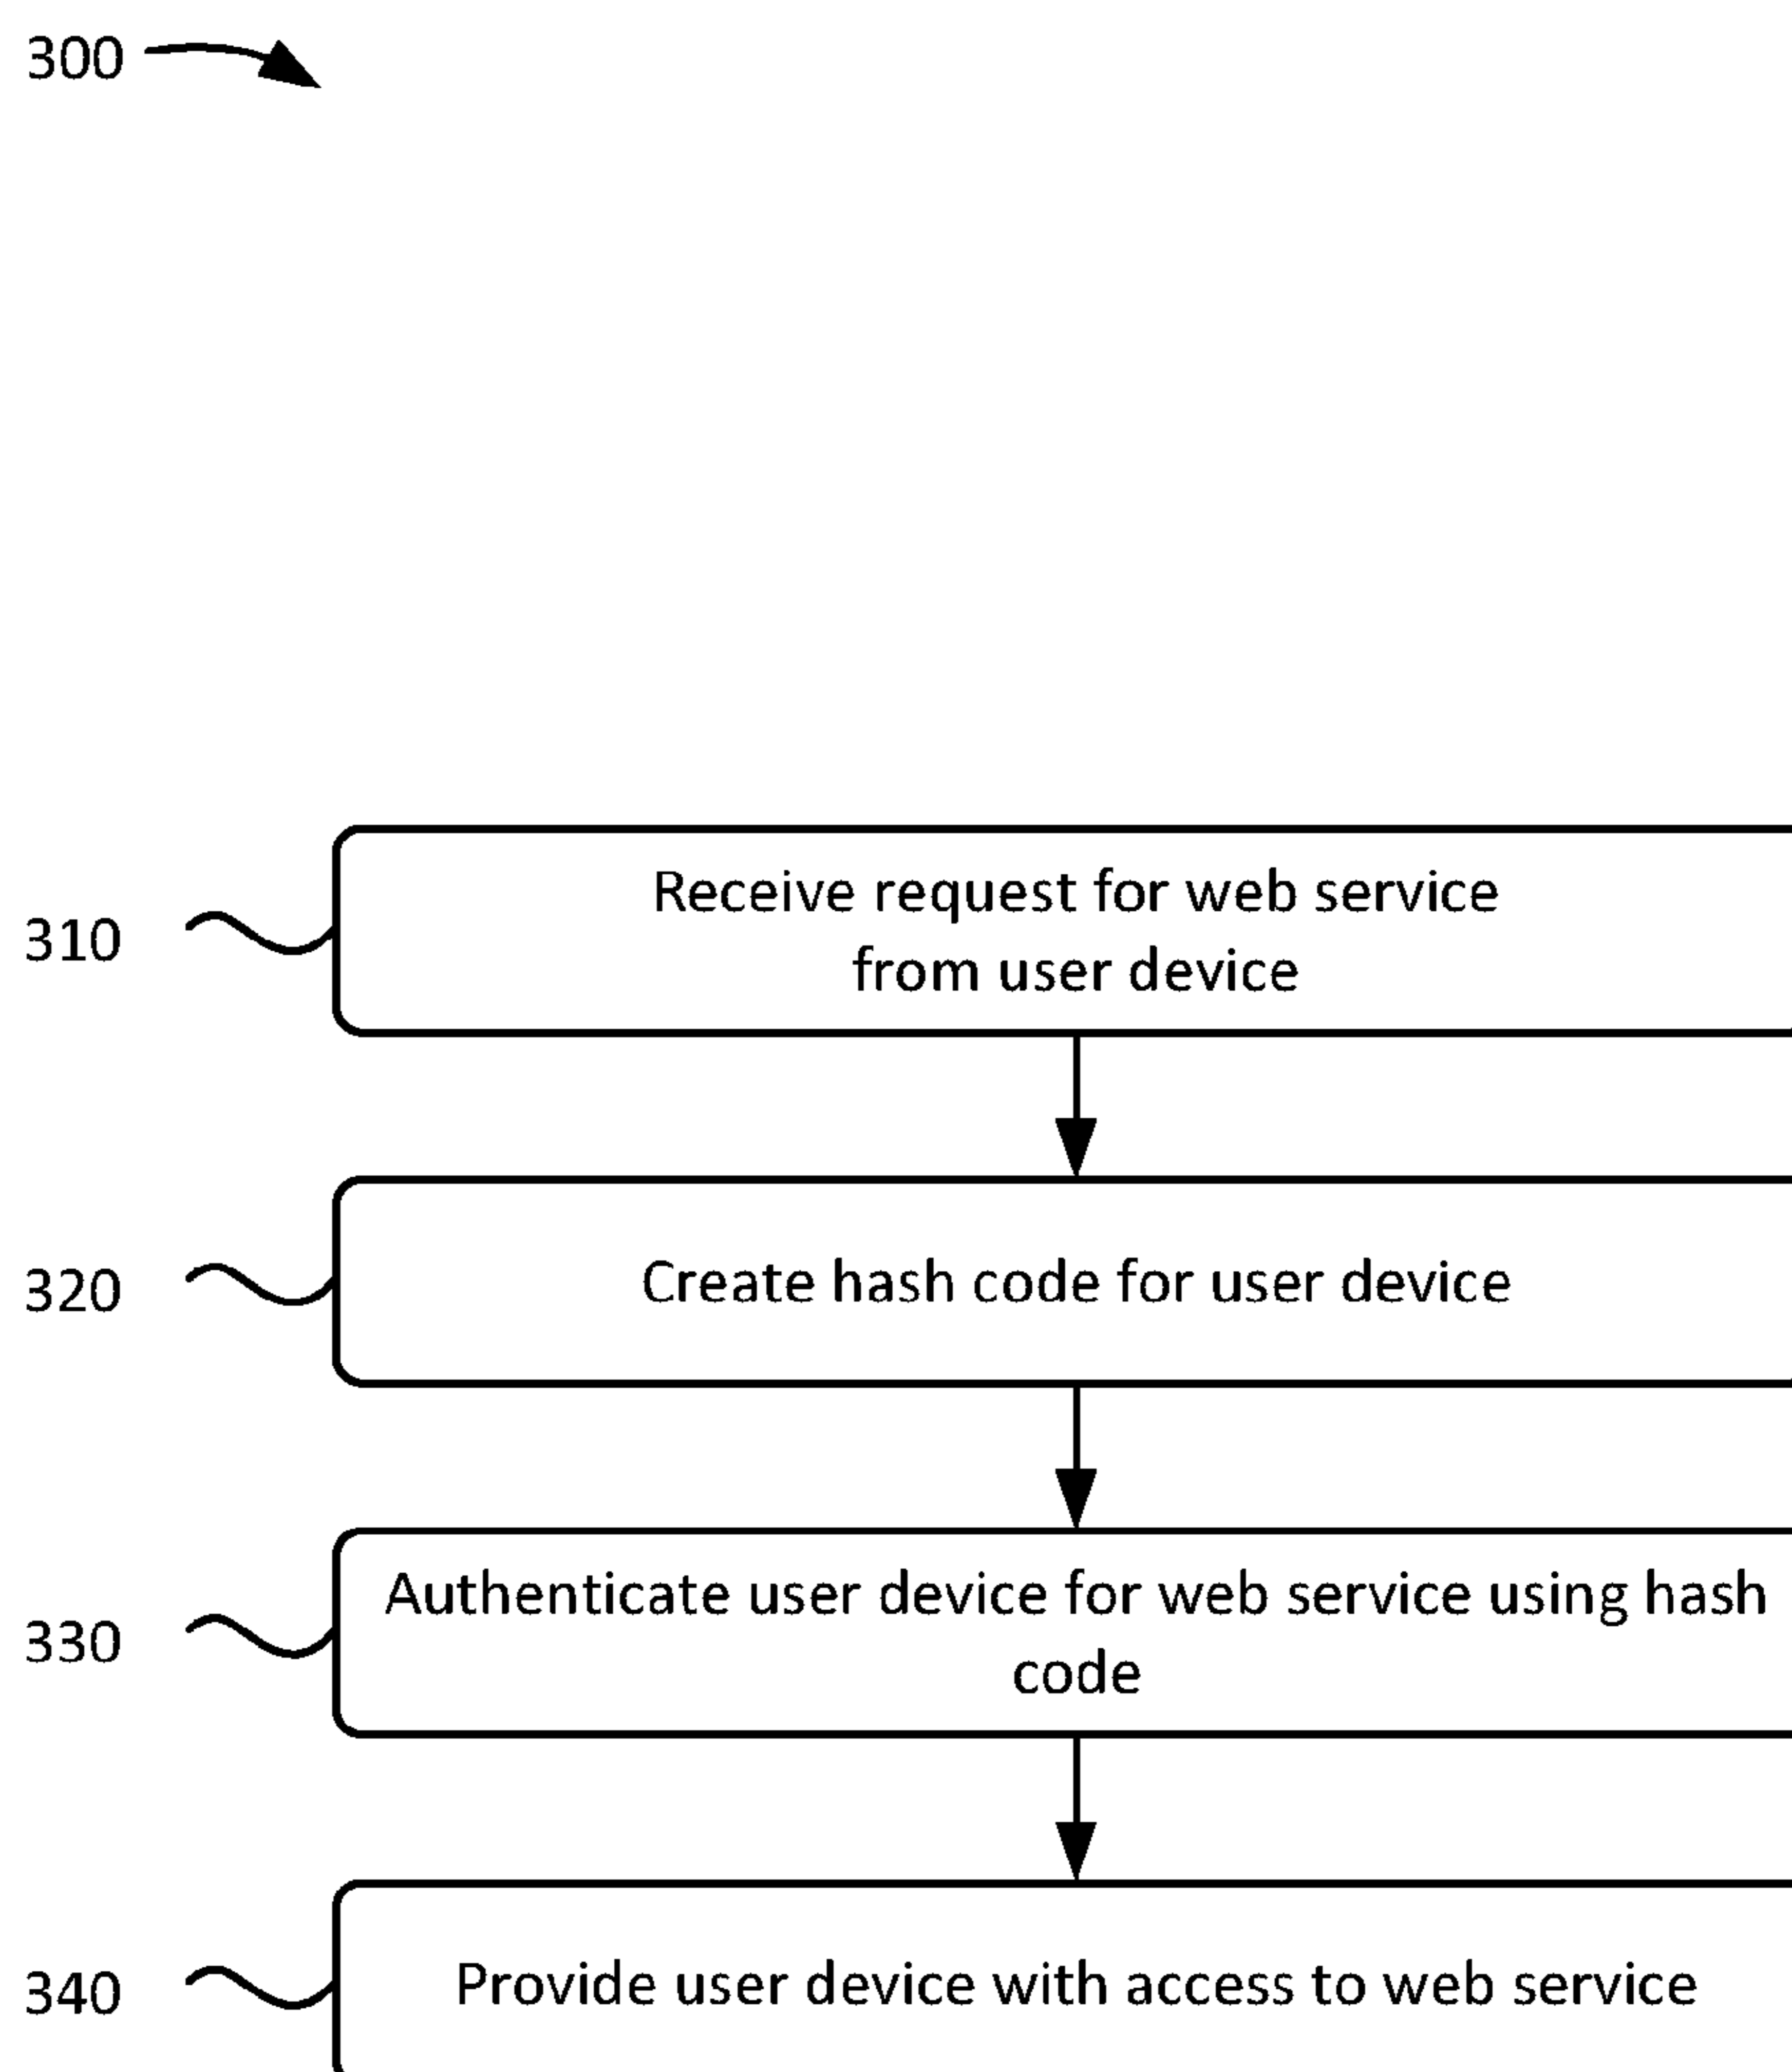 300
310
Receive request for web service
from user device
320
Create hash code for user device
330
Authenticate user device for web service using hash
code
340
Provide user device with access to web service